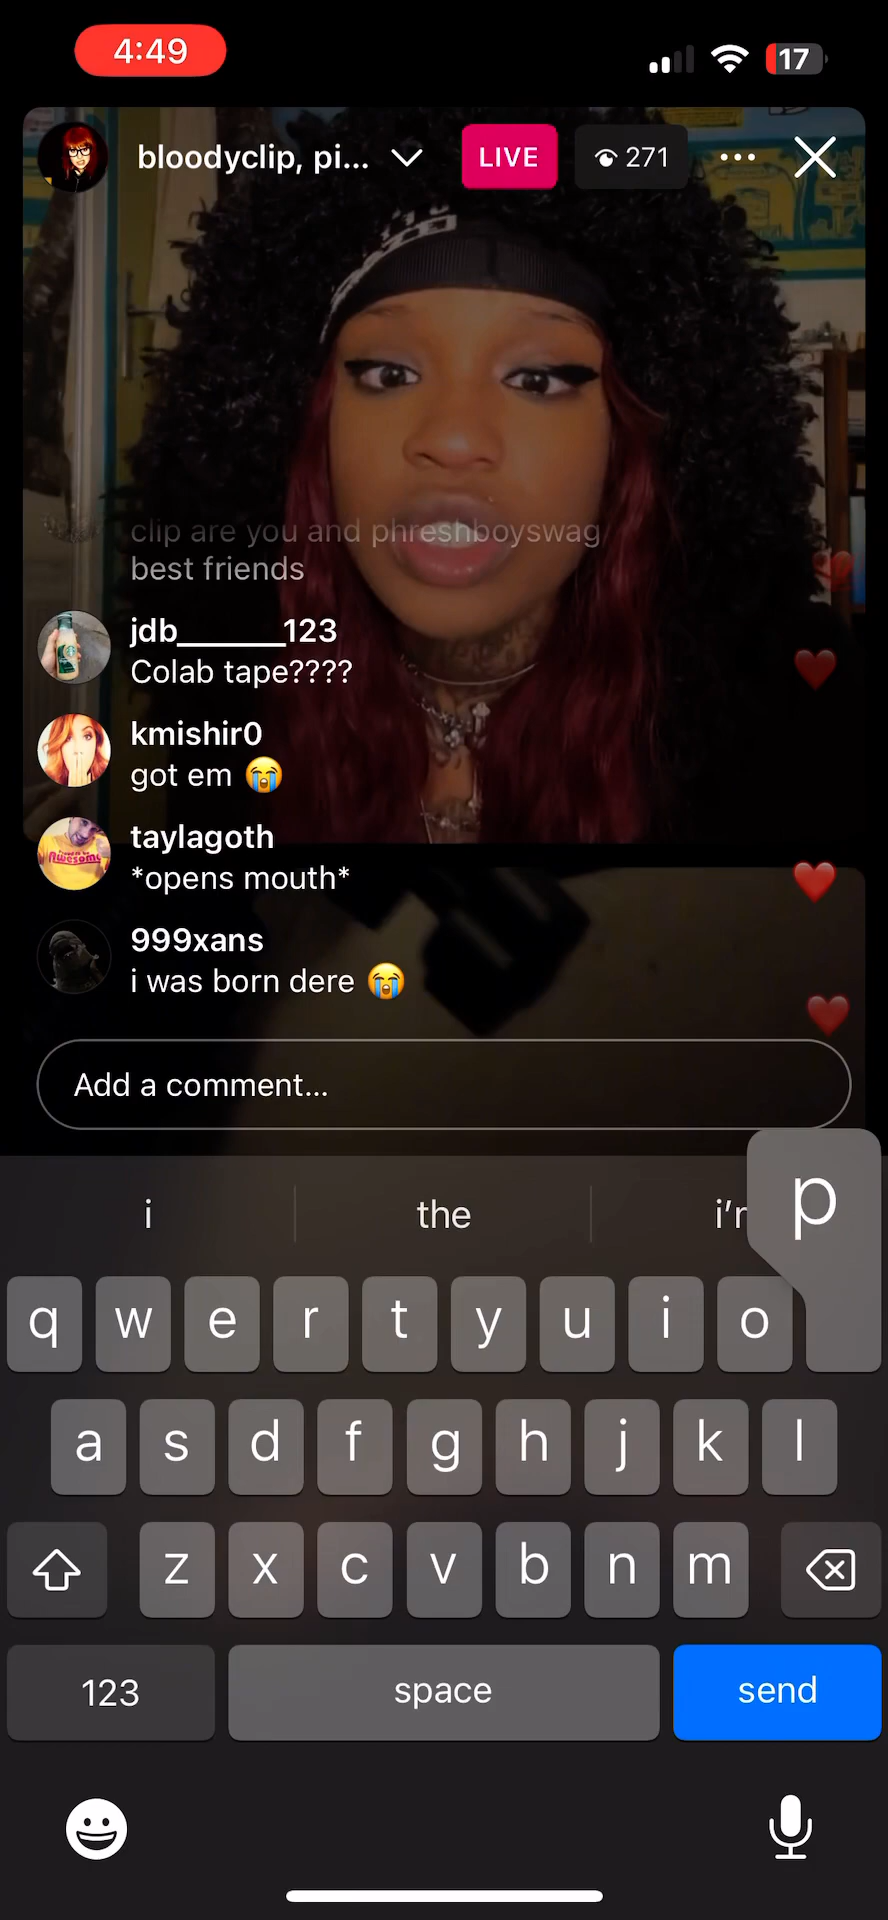 4:49
17
bloodyclip, pi...
LIVE
271
clip are you and phreshboyswag
best friends
jdb_______123
Colab tape????
kmishir0
got em 😭
taylagoth
*opens mouth*
999xans
i was born dere 😭
Add a comment...
i the i'm
p
q w e r t y u i o
a s d f g h j k l
z x c v b n m
123 space send